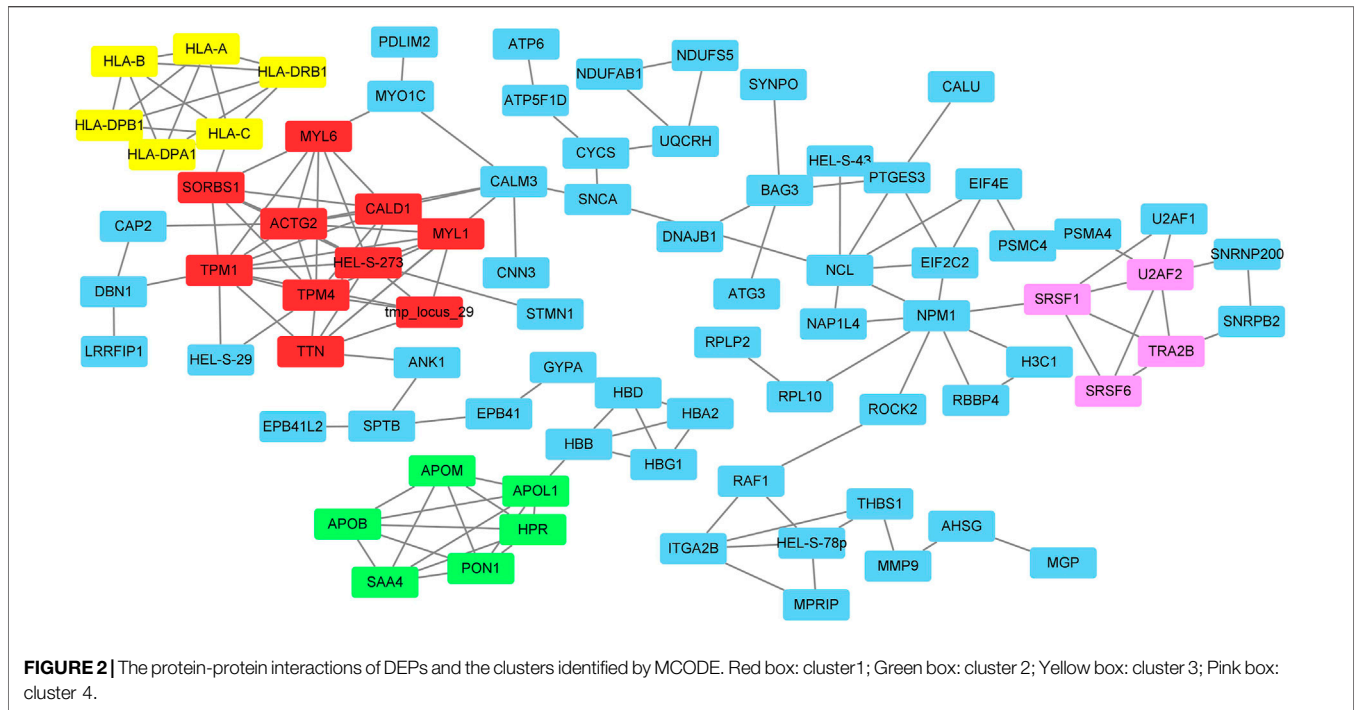 PDLIM2
ATP6
HLA-A
HLA-B
HLA-DRB1
NDUFS5
NDUFAB1
SYNPO
CALU
MYO1C
ATP5F1D
HLA-DPB1
HLA-C
MYL6
HLA-DPA1
CYCS
UQCRH
HEL-S-43
PTGES3
EIF4E
SORBS1
CALM3
SNCA
BAG3
CALD1
CAP2
ACTG2
MYL1
DNAJB1
PSMC4
PSMA4
U2AF1
SNRNP200
TPM1
HEL-S-273
CNN3
NCL
EIF2C2
U2AF2
DBN1
TPM4
tmp_locus_29
STMN1
ATG3
NAP1L4
NPM1
SRSF1
SNRPB2
LRRFIP1
HEL-S-29
TTN
ANK1
GYPA
RPLP2
H3C1
TRA2B
HBD
RPL10
RBBP4
SRSF6
EPB41L2
SPTB
EPB41
HBA2
ROCK2
HBB
HBG1
APOM
APOL1
RAF1
THBS1
APOB
HPR
AHSG
ITGA2B
HEL-S-78p
SAA4
PON1
MMP9
MGP
MPRIP
FIGURE 2 | The protein-protein interactions of DEPs and the clusters identified by MCODE. Red box: cluster1; Green box: cluster 2; Yellow box: cluster 3; Pink box:
cluster 4.